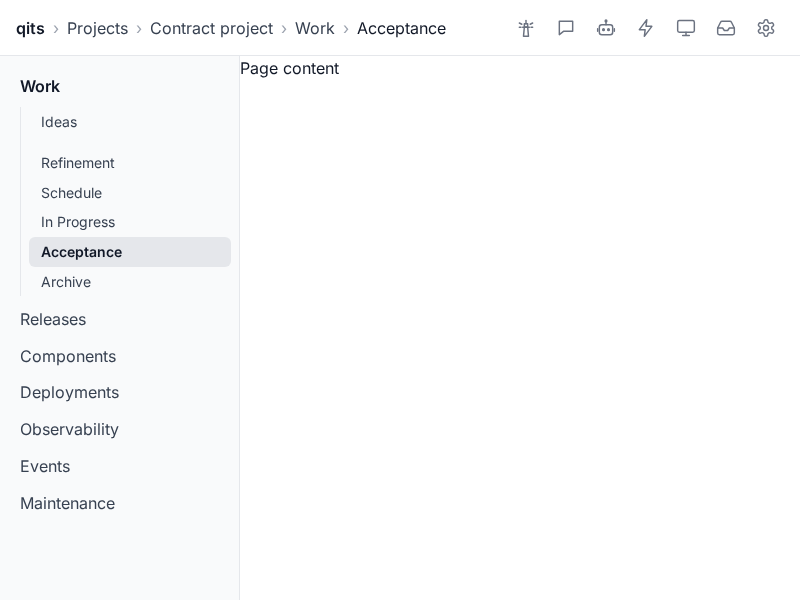 qits › Projects › Contract project › Work › Acceptance
Work
Ideas
Refinement
Schedule
In Progress
Acceptance
Archive
Releases
Components
Deployments
Observability
Events
Maintenance
Page content